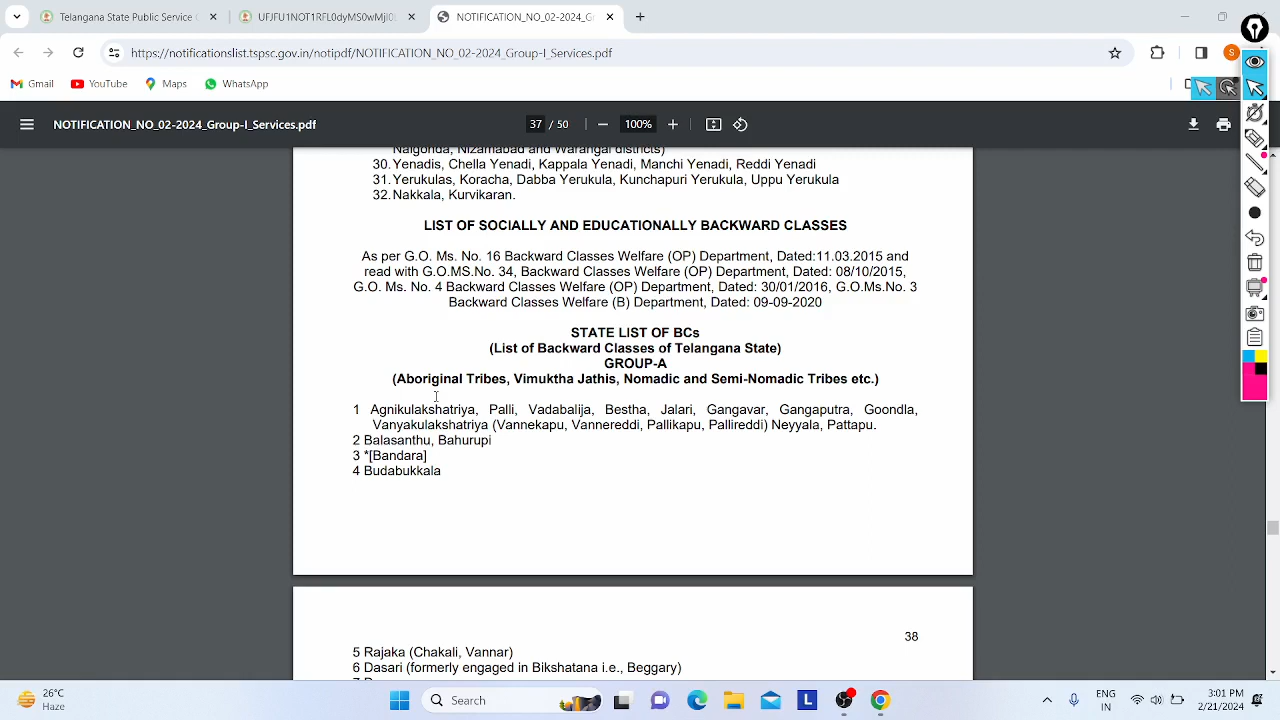 Telangana State Public Service C
UFJFU1NOT1RFL0dyMS0wMjI0
NOTIFICATION_NO_02-2024_G
https://notificationslist.tspsc.gov.in/notipdf/NOTIFICATION_NO_02-2024_Group-I_Services.pdf
S
Gmail YouTube Maps WhatsApp
NOTIFICATION_NO_02-2024_Group-I_Services.pdf 37 / 50 100%
Nalgonda, Nizamabad and Warangal districts)
30. Yenadis, Chella Yenadi, Kappala Yenadi, Manchi Yenadi, Reddi Yenadi
31. Yerukulas, Koracha, Dabba Yerukula, Kunchapuri Yerukula, Uppu Yerukula
32. Nakkala, Kurvikaran.
LIST OF SOCIALLY AND EDUCATIONALLY BACKWARD CLASSES
As per G.O. Ms. No. 16 Backward Classes Welfare (OP) Department, Dated:11.03.2015 and
read with G.O.MS.No. 34, Backward Classes Welfare (OP) Department, Dated: 08/10/2015,
G.O. Ms. No. 4 Backward Classes Welfare (OP) Department, Dated: 30/01/2016, G.O.Ms.No. 3
Backward Classes Welfare (B) Department, Dated: 09-09-2020
STATE LIST OF BCs
(List of Backward Classes of Telangana State)
GROUP-A
(Aboriginal Tribes, Vimuktha Jathis, Nomadic and Semi-Nomadic Tribes etc.)
1 Agnikulakshatriya, Palli, Vadabalija, Bestha, Jalari, Gangavar, Gangaputra, Goondla,
Vanyakulakshatriya (Vannekapu, Vannereddi, Pallikapu, Pallireddi) Neyyala, Pattapu.
2 Balasanthu, Bahurupi
3 *[Bandara]
4 Budabukkala
38
5 Rajaka (Chakali, Vannar)
6 Dasari (formerly engaged in Bikshatana i.e., Beggary)
26°C
Haze
Search
L
ENG
IN
3:01 PM
2/21/2024